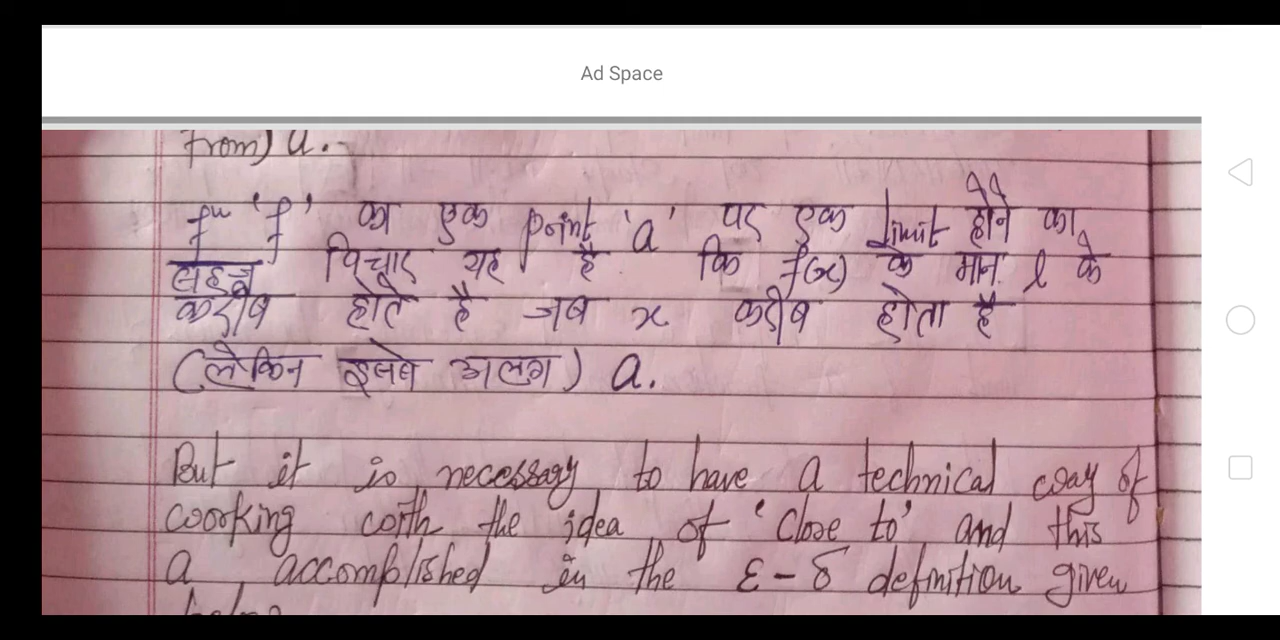 Ad Space
from) a.
fn 'f' का एक point 'a' पर एक limit होने का
सहज विचार यह है कि f(x) के मान l के
करीब होते है जब x करीब होता है
(लेकिन इससे अलग) a.
But it is necessary to have a technical way of
working with the idea of 'close to' and this
a accomplished in the ε-δ definition given